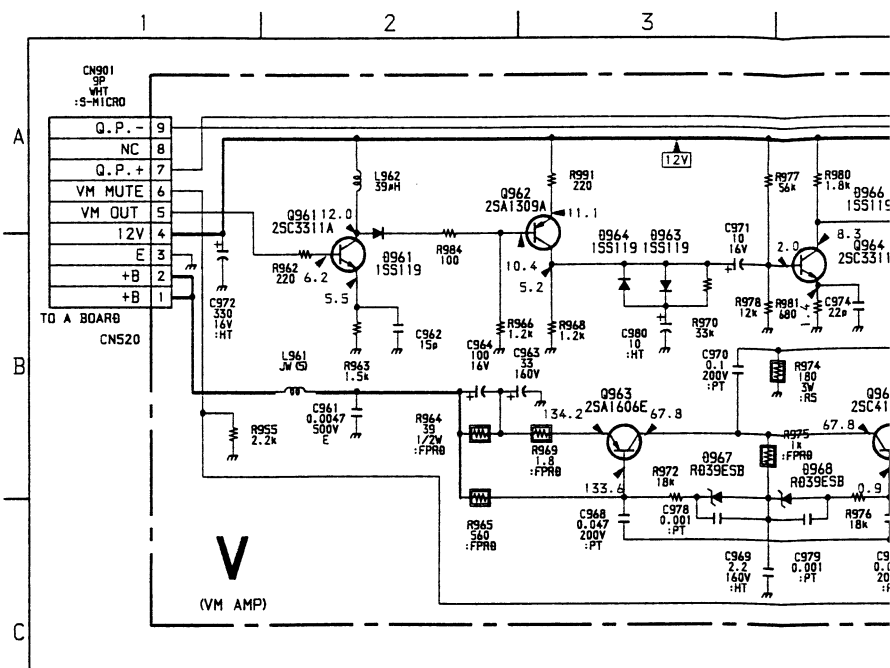 1 2 3
A
B
C
CN901
9P
WHT
:S-MICRO
Q.P.- 9
NC 8
Q.P.+ 7
VM MUTE 6
VM OUT 5
12V 4
E 3
+B 2
+B 1
TO A BOARD
CN520
C972
330
16V
:HT
R962
220
6.2
Q961
2SC3311A
12.0
5.5
L962
39µH
D961
1SS119
R963
1.5k
C962
15p
R984
100
Q962
2SA1309A
11.1
10.4
5.2
R991
220
R966
1.2k
R968
1.2k
D964
1SS119
D963
1SS119
C980
10
:HT
R970
33k
C971
10
16V
12V
R977
56k
R980
1.8k
D966
1SS119
8.3
Q964
2SC3311
2.0
1.4
R978
12k
R981
680
C974
22p
L961
JW(5)
C961
0.0047
500V
E
R955
2.2k
C964
100
16V
C963
33
160V
R964
39
1/2W
:FPRD
R969
1.8
:FPRD
R965
560
:FPRD
Q963
2SA1606E
134.2
67.8
133.6
C970
0.1
200V
:PT
R974
180
3W
:RS
R975
1k
:FPRD
Q96
2SC41
67.8
0.9
R972
18k
D967
RD39ESB
D968
RD39ESB
R976
18k
C968
0.047
200V
:PT
C978
0.001
:PT
C969
2.2
160V
:HT
C979
0.001
:PT
C9
0.0
20
V
(VM AMP)